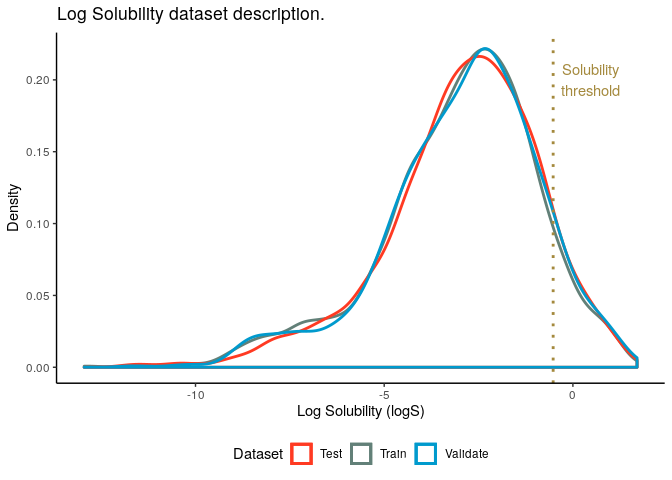 Log Solubility dataset description.
0.20
0.15
0.10
0.05
0.00
Density
Solubility
threshold
-10
-5
0
Log Solubility (logS)
Dataset Test Train Validate